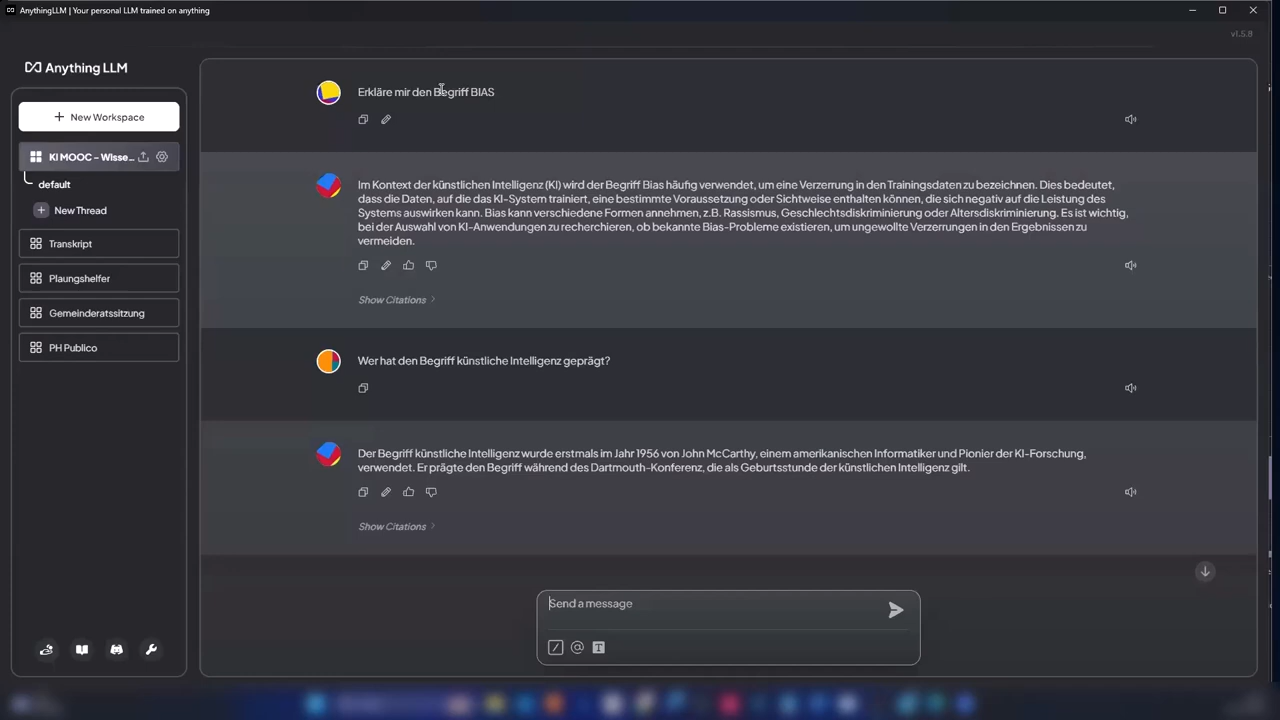 AnythingLLM | Your personal LLM trained on anything
v1.5.8
Anything LLM
New Workspace
KI MOOC - Wisse...
default
New Thread
Transkript
Plaungshelfer
Gemeinderatssitzung
PH Publico
Erkläre mir den Begriff BIAS
Im Kontext der künstlichen Intelligenz (KI) wird der Begriff Bias häufig verwendet, um eine Verzerrung in den Trainingsdaten zu bezeichnen. Dies bedeutet,
dass die Daten, auf die das KI-System trainiert, eine bestimmte Voraussetzung oder Sichtweise enthalten können, die sich negativ auf die Leistung des
Systems auswirken kann. Bias kann verschiedene Formen annehmen, z.B. Rassismus, Geschlechtsdiskriminierung oder Altersdiskriminierung. Es ist wichtig,
bei der Auswahl von KI-Anwendungen zu recherchieren, ob bekannte Bias-Probleme existieren, um ungewollte Verzerrungen in den Ergebnissen zu
vermeiden.
Show Citations
Wer hat den Begriff künstliche Intelligenz geprägt?
Der Begriff künstliche Intelligenz wurde erstmals im Jahr 1956 von John McCarthy, einem amerikanischen Informatiker und Pionier der KI-Forschung,
verwendet. Er prägte den Begriff während des Dartmouth-Konferenz, die als Geburtsstunde der künstlichen Intelligenz gilt.
Show Citations
Send a message